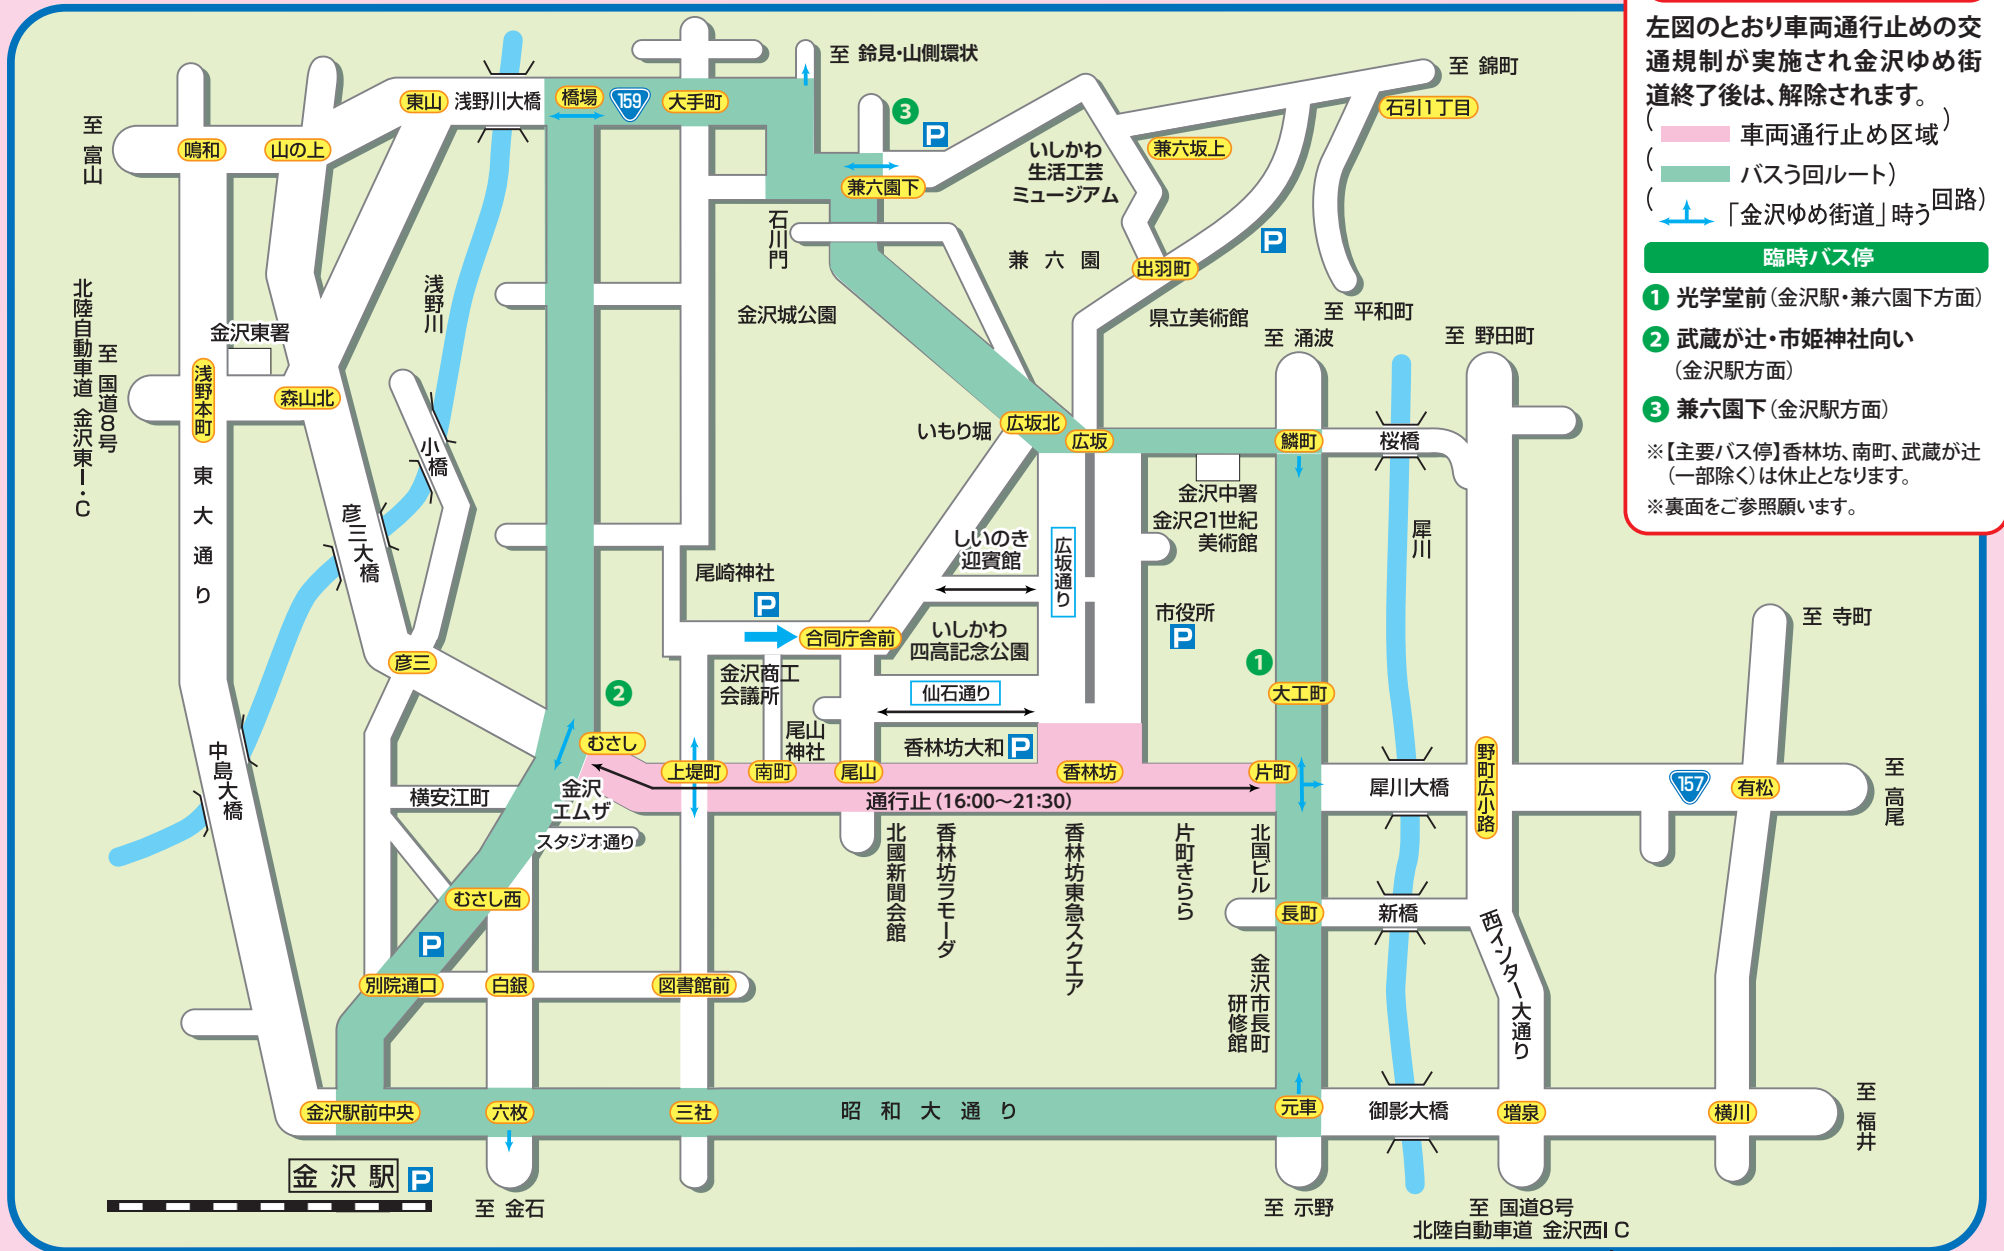 左図のとおり車両通行止めの交
通規制が実施され金沢ゆめ街
道終了後は、解除されます。
( 車両通行止め区域 )
( バスう回ルート)
( 「金沢ゆめ街道」時う回路)
臨時バス停
1 光学堂前(金沢駅・兼六園下方面)
2 武蔵が辻・市姫神社向い
(金沢駅方面)
3 兼六園下(金沢駅方面)
※【主要バス停】香林坊、南町、武蔵が辻
(一部除く)は休止となります。
※裏面をご参照願います。
至 鈴見・山側環状
至 錦町
至 富山
鳴和
山の上
東山
浅野川大橋
橋場
159
大手町
3
P
石引1丁目
兼六坂上
いしかわ
生活工芸
ミュージアム
兼六園下
石川門
兼六園
出羽町
P
浅野川
金沢城公園
県立美術館
至 平和町
至 涌波
至 野田町
北陸自動車道 金沢東I・C
至 国道8号
金沢東署
浅野本町
森山北
小橋
いもり堀
広坂北
広坂
鱗町
桜橋
東大通り
彦三大橋
金沢中署
金沢21世紀
美術館
犀川
しいのき
迎賓館
広坂通り
尾崎神社
P
合同庁舎前
いしかわ
四高記念公園
市役所
P
至 寺町
彦三
2
金沢商工
会議所
仙石通り
1
大工町
中島大橋
むさし
尾山
神社
香林坊大和
P
上堤町
南町
尾山
香林坊
片町
野町広小路
157
有松
至 高尾
横安江町
金沢
エムザ
通行止(16:00〜21:30)
犀川大橋
スタジオ通り
北國新聞会館
香林坊ラモーダ
香林坊東急スクエア
片町きらら
北国ビル
むさし西
長町
新橋
P
西インター大通り
別院通口
白銀
図書館前
金沢市長町
研修館
金沢駅前中央
六枚
三社
昭和大通り
元車
御影大橋
増泉
横川
至 福井
金沢駅
P
至 金石
至 示野
至 国道8号
北陸自動車道 金沢西IC